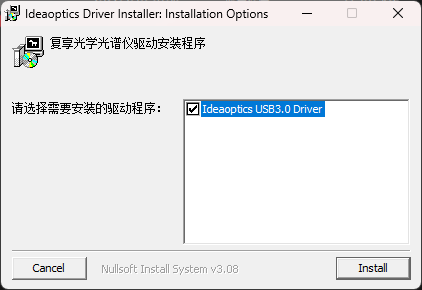 Ideaoptics Driver Installer: Installation Options
复享光学光谱仪驱动安装程序
请选择需要安装的驱动程序：
Ideaoptics USB3.0 Driver
Cancel
Nullsoft Install System v3.08
Install